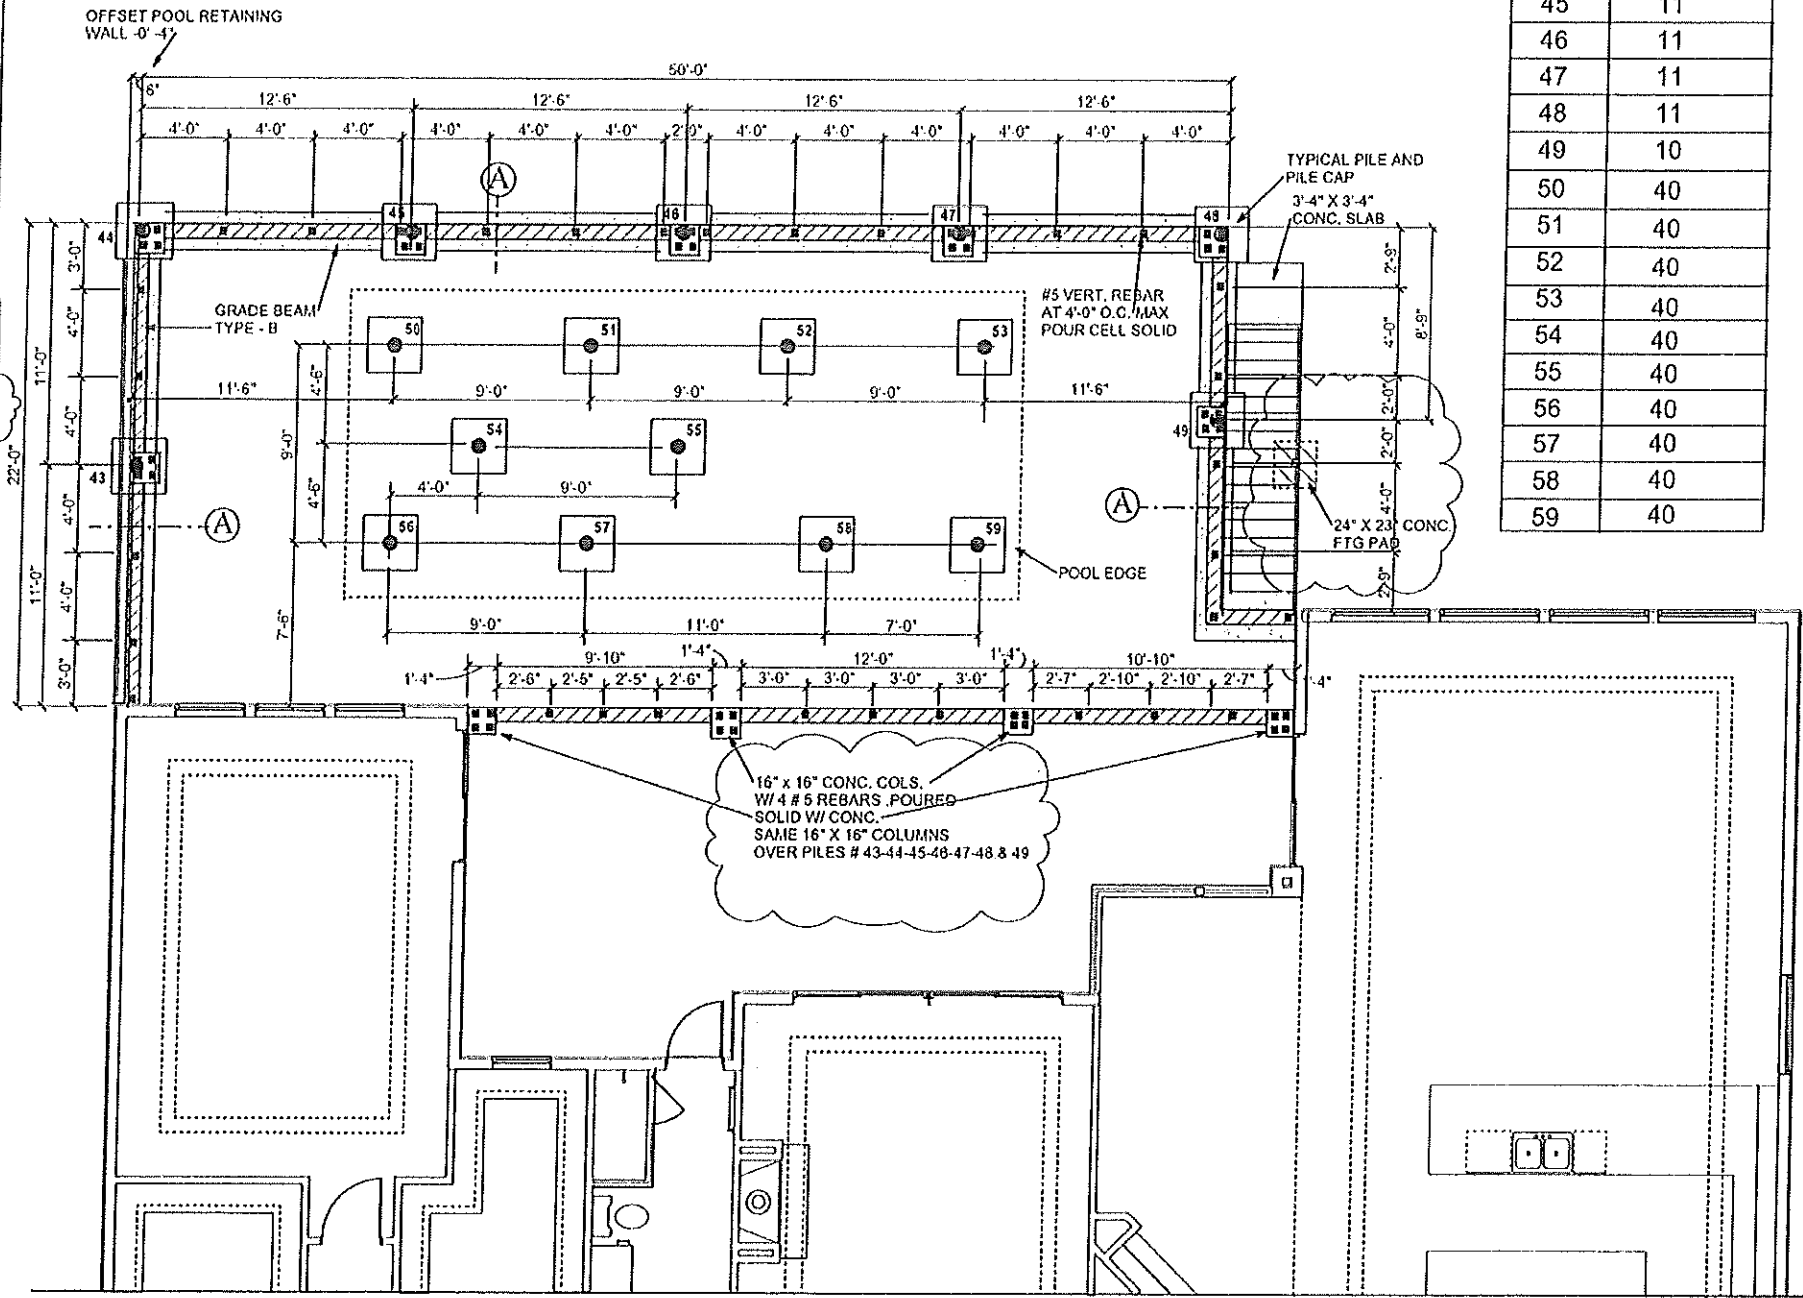 OFFSET POOL RETAINING
WALL -0'-4"
50'-0"
6"
12'-6" 12'-6" 12'-6" 12'-6"
4'-0" 4'-0" 4'-0" 4'-0" 4'-0" 4'-0" 2'-0" 4'-0" 4'-0" 4'-0" 4'-0" 4'-0" 4'-0"
A
TYPICAL PILE AND
PILE CAP
3'-4" X 3'-4"
CONC. SLAB
44
45
46
47
48
GRADE BEAM
TYPE - B
#5 VERT. REBAR
AT 4'-0" O.C. MAX
POUR CELL SOLID
3'-0"
4'-0"
4'-0"
4'-0"
4'-0"
3'-0"
11'-0"
11'-0"
22'-0"
50
51
52
53
11'-6" 9'-0" 9'-0" 9'-0" 11'-6"
4'-6"
4'-6"
9'-0"
7'-6"
54
55
4'-0" 9'-0"
43
49
A
A
56
57
58
59
POOL EDGE
9'-0" 11'-0" 7'-0"
2'-9"
4'-0"
8'-9"
2'-0"
2'-0"
4'-0"
2'-9"
24" X 23" CONC.
FTG PAD
9'-10" 1'-4" 12'-0" 1'-4" 10'-10"
1'-4" 2'-6" 2'-5" 2'-5" 2'-6" 3'-0" 3'-0" 3'-0" 3'-0" 2'-7" 2'-10" 2'-10" 2'-7"
16" x 16" CONC. COLS.
W/ 4 # 5 REBARS .POURED
SOLID W/ CONC.
SAME 16" X 16" COLUMNS
OVER PILES # 43-44-45-46-47-48 & 49
45 11
46 11
47 11
48 11
49 10
50 40
51 40
52 40
53 40
54 40
55 40
56 40
57 40
58 40
59 40